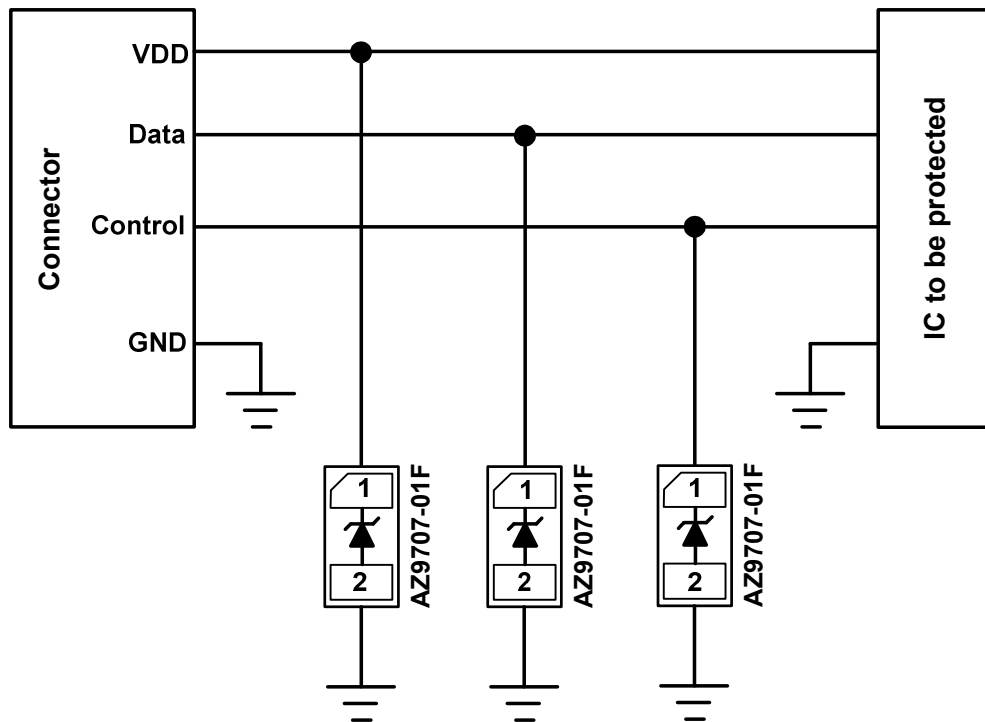 Connector
VDD
Data
Control
GND
IC to be protected
1
2
AZ9707-01F
1
2
AZ9707-01F
1
2
AZ9707-01F